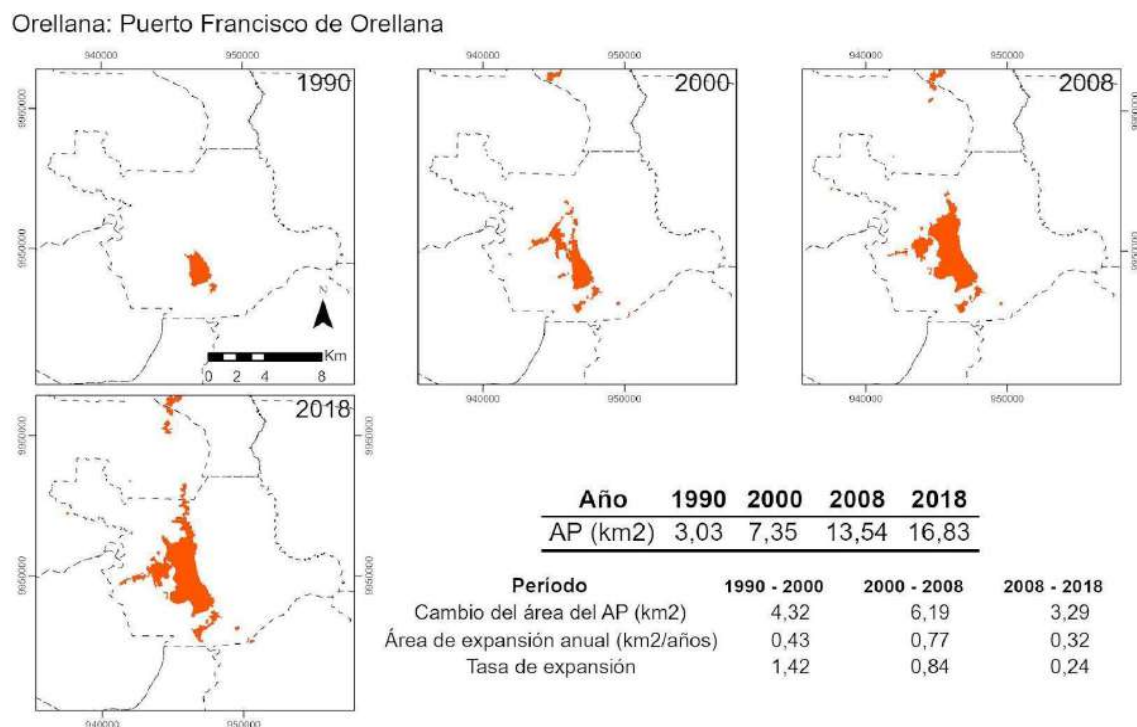 Orellana: Puerto Francisco de Orellana
940000 950000
940000 950000
940000 950000
1990
2000
2008
9960000
9950000
N
Km
0 2 4 8
9960000
9950000
940000 950000
940000 950000
2018
9960000
9950000
9960000
9950000
940000 950000
Año 1990 2000 2008 2018
AP (km2) 3,03 7,35 13,54 16,83
Período 1990 - 2000 2000 - 2008 2008 - 2018
Cambio del área del AP (km2) 4,32 6,19 3,29
Área de expansión anual (km2/años) 0,43 0,77 0,32
Tasa de expansión 1,42 0,84 0,24